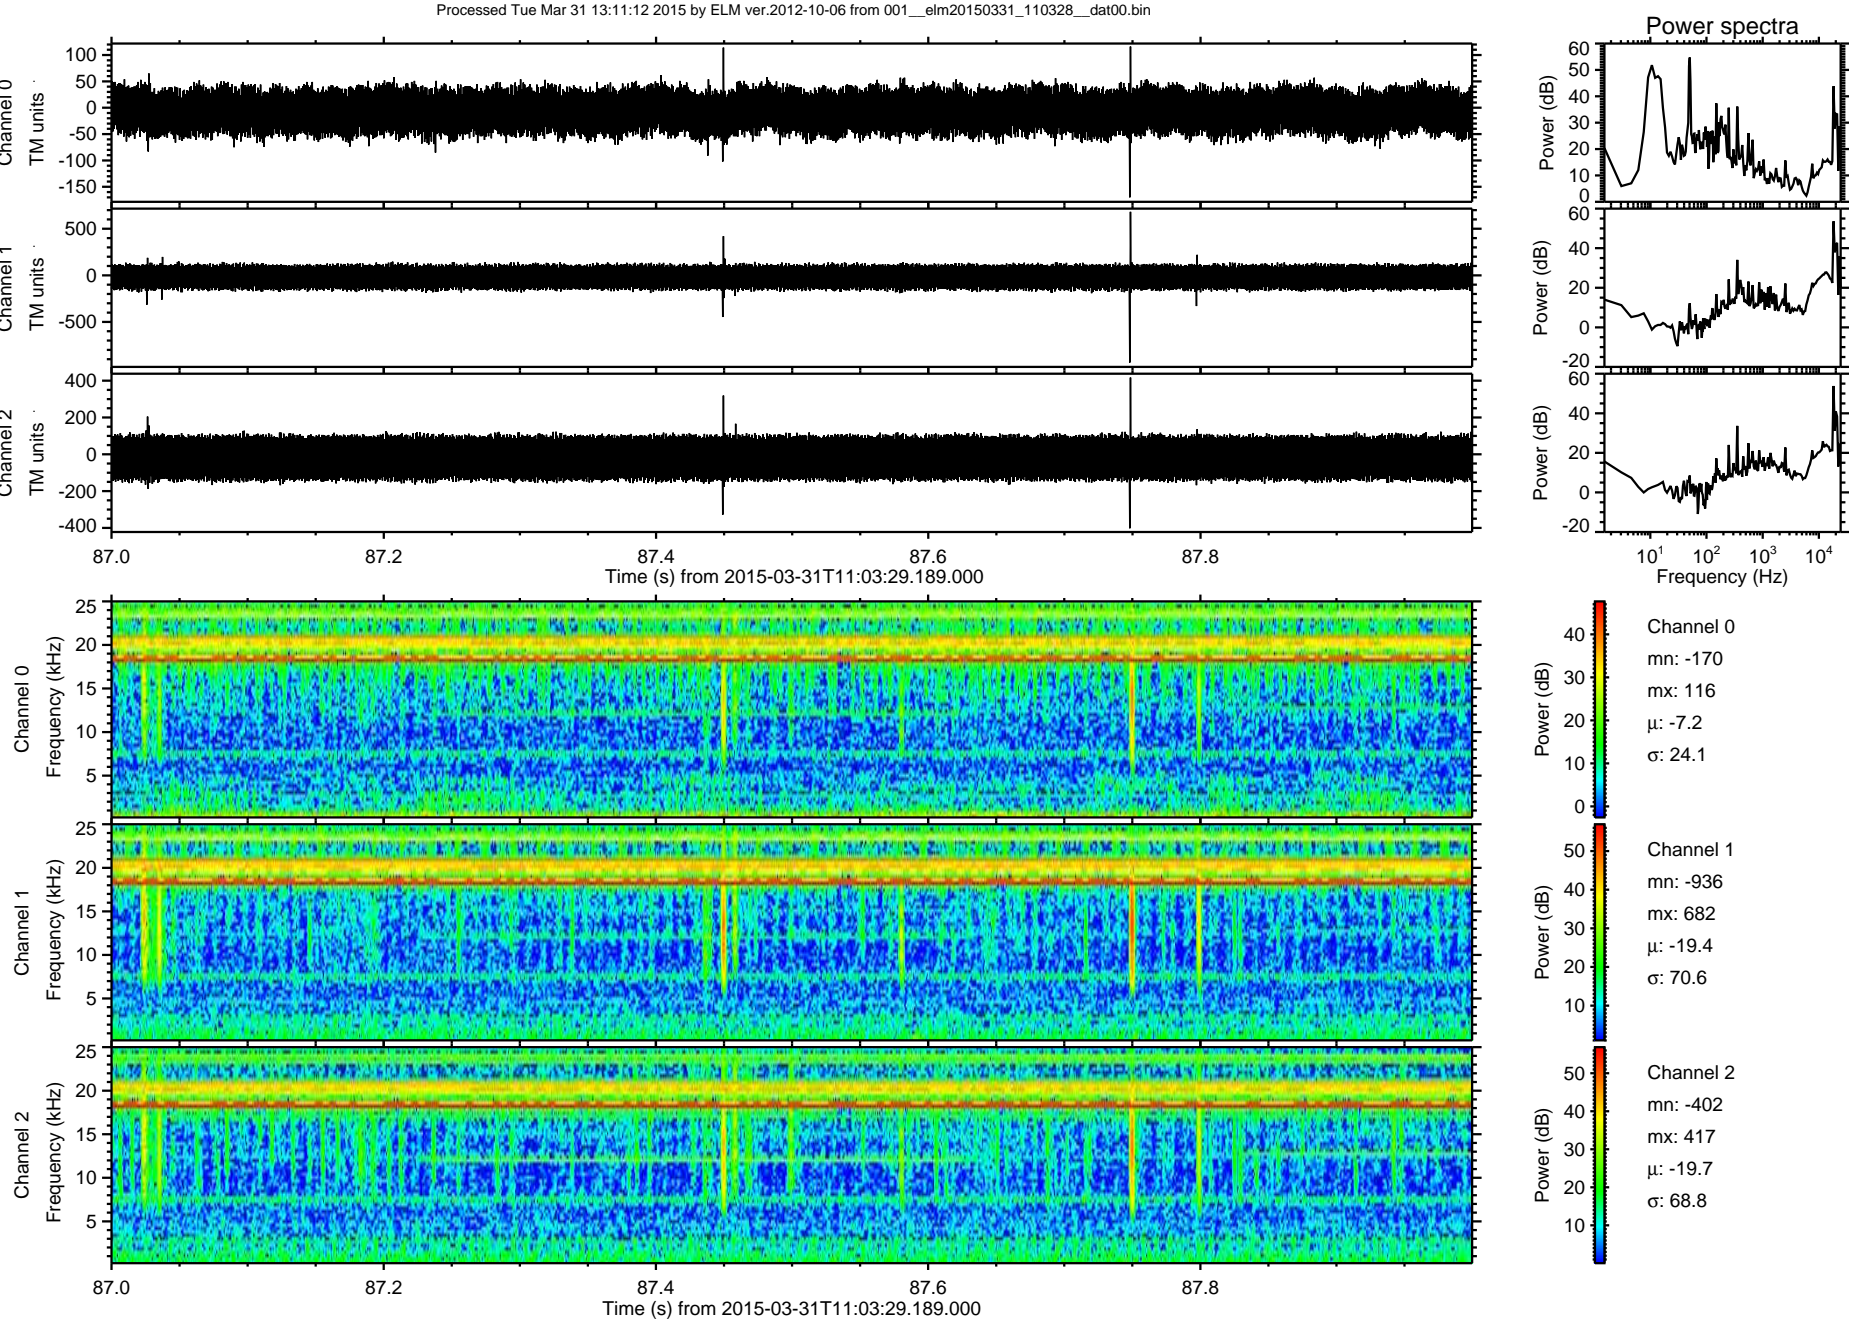 Processed Tue Mar 31 13:11:12 2015 by ELM ver.2012-10-06 from 001__elm20150331_110328__dat00.bin
Power spectra
Channel 0
TM units
100
50
0
-50
-100
-150
Power (dB)
60
50
40
30
20
10
0
Channel 1
TM units
500
0
-500
Power (dB)
60
40
20
0
-20
Channel 2
TM units
400
200
0
-200
-400
Power (dB)
60
40
20
0
-20
87.0 87.2 87.4 87.6 87.8
Time (s) from 2015-03-31T11:03:29.189.000
10¹ 10² 10³ 10⁴
Frequency (Hz)
Channel 0
Frequency (kHz)
25
20
15
10
5
Power (dB)
40
30
20
10
0
Channel 0
mn: -170
mx: 116
μ: -7.2
σ: 24.1
Channel 1
Frequency (kHz)
25
20
15
10
5
Power (dB)
50
40
30
20
10
Channel 1
mn: -936
mx: 682
μ: -19.4
σ: 70.6
Channel 2
Frequency (kHz)
25
20
15
10
5
Power (dB)
50
40
30
20
10
Channel 2
mn: -402
mx: 417
μ: -19.7
σ: 68.8
87.0 87.2 87.4 87.6 87.8
Time (s) from 2015-03-31T11:03:29.189.000